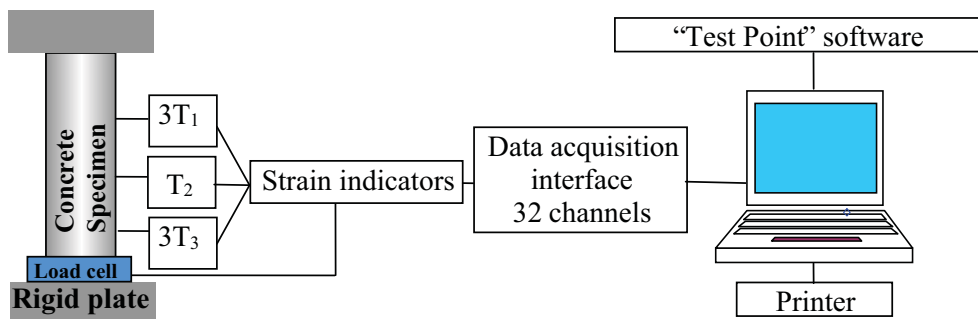 “Test Point” software
Concrete
Specimen
3T₁
T₂
3T₃
Strain indicators
Data acquisition
interface
32 channels
Load cell
Rigid plate
Printer